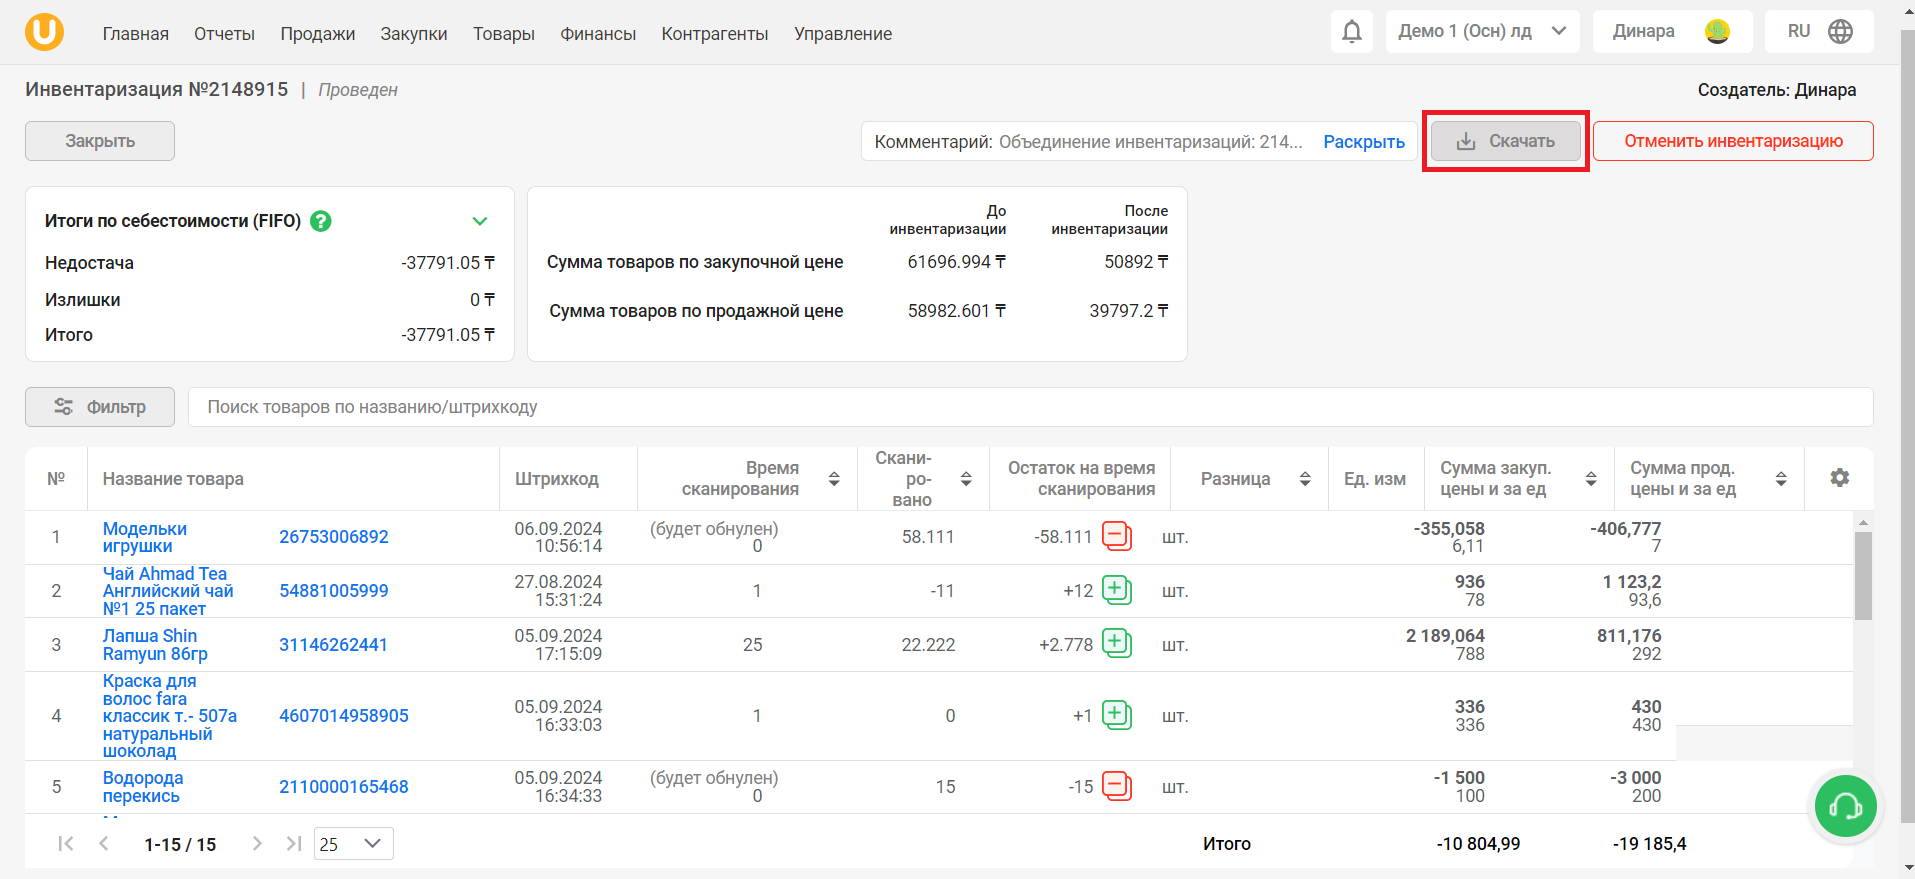 U
Главная Отчеты Продажи Закупки Товары Финансы Контрагенты Управление
Демо 1 (Осн) лд
Динара
RU
Инвентаризация №2148915 | Проведен
Создатель: Динара
Закрыть
Комментарий: Объединение инвентаризаций: 214... Раскрыть
Скачать
Отменить инвентаризацию
Итоги по себестоимости (FIFO) ?
Недостача -37791.05 ₸
Излишки 0 ₸
Итого -37791.05 ₸
До инвентаризации
После инвентаризации
Сумма товаров по закупочной цене 61696.994 ₸ 50892 ₸
Сумма товаров по продажной цене 58982.601 ₸ 39797.2 ₸
Фильтр
Поиск товаров по названию/штрихкоду
№
Название товара
Штрихкод
Время
сканирования
Скани-
ро-
вано
Остаток на время
сканирования
Разница
Ед. изм
Сумма закуп.
цены и за ед
Сумма прод.
цены и за ед
1
Модельки
игрушки
26753006892
06.09.2024
10:56:14
(будет обнулен)
0
58.111
-58.111
шт.
-355,058
6,11
-406,777
7
2
Чай Ahmad Tea
Английский чай
№1 25 пакет
54881005999
27.08.2024
15:31:24
1
-11
+12
шт.
936
78
1 123,2
93,6
3
Лапша Shin
Ramyun 86гр
31146262441
05.09.2024
17:15:09
25
22.222
+2.778
шт.
2 189,064
788
811,176
292
4
Краска для
волос fara
классик т.- 507а
натуральный
шоколад
4607014958905
05.09.2024
16:33:03
1
0
+1
шт.
336
336
430
430
5
Водорода
перекись
2110000165468
05.09.2024
16:34:33
(будет обнулен)
0
15
-15
шт.
-1 500
100
-3 000
200
1-15 / 15
25
Итого -10 804,99 -19 185,4